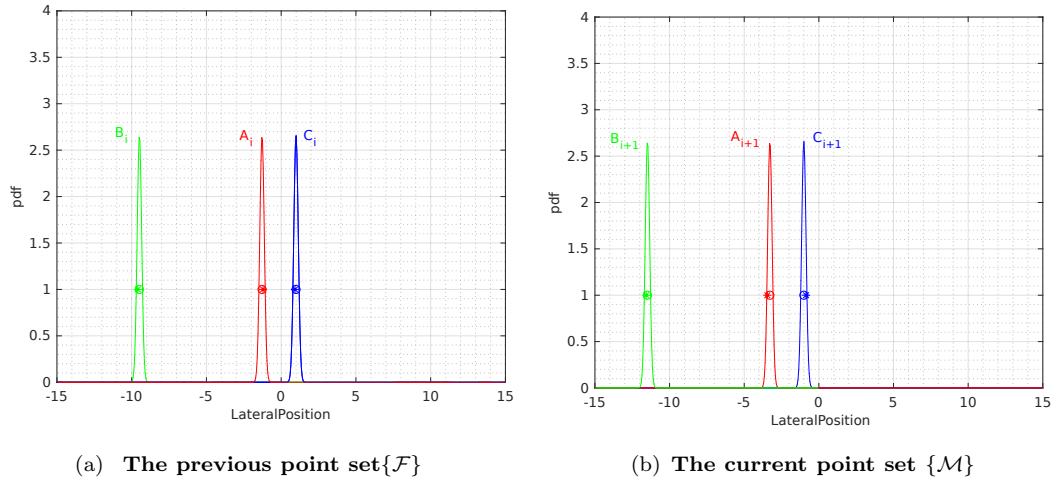 4
3.5
3
2.5
2
1.5
1
0.5
0
pdf
B_i
A_i
C_i
-15 -10 -5 0 5 10 15
LateralPosition
(a) The previous point set{ℱ}
4
3.5
3
2.5
2
1.5
1
0.5
0
pdf
B_{i+1}
A_{i+1}
C_{i+1}
-15 -10 -5 0 5 10 15
LateralPosition
(b) The current point set {ℳ}